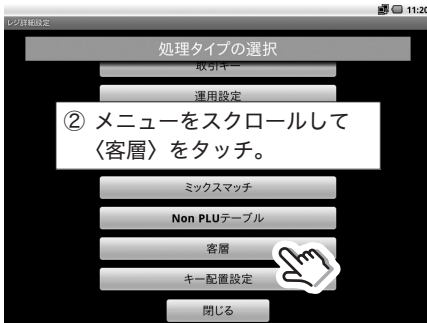 11:20
レジ詳細設定
処理タイプの選択
取引キー
運用設定
② メニューをスクロールして
〈客層〉をタッチ。
ミックスマッチ
Non PLUテーブル
客層
キー配置設定
閉じる